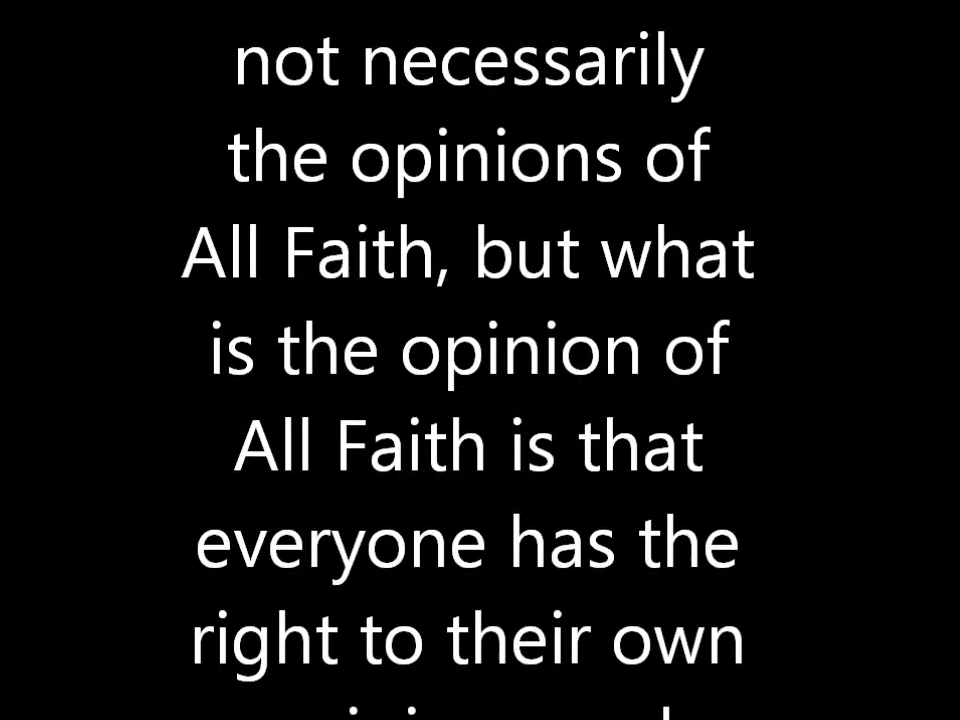 not necessarily
the opinions of
All Faith, but what
is the opinion of
All Faith is that
everyone has the
right to their own